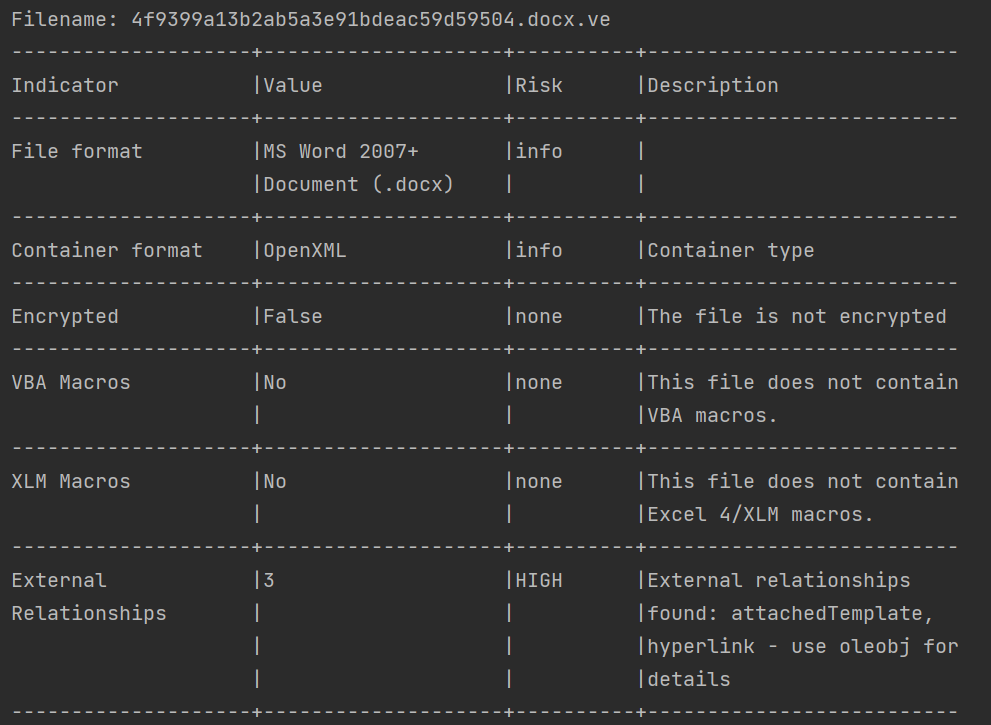 Filename: 4f9399a13b2ab5a3e91bdeac59d59504.docx.ve
--------------------+--------------------+----------+--------------------------
Indicator           |Value               |Risk      |Description
--------------------+--------------------+----------+--------------------------
File format         |MS Word 2007+       |info      |
                    |Document (.docx)    |          |
--------------------+--------------------+----------+--------------------------
Container format    |OpenXML             |info      |Container type
--------------------+--------------------+----------+--------------------------
Encrypted           |False               |none      |The file is not encrypted
--------------------+--------------------+----------+--------------------------
VBA Macros          |No                  |none      |This file does not contain
                    |                    |          |VBA macros.
--------------------+--------------------+----------+--------------------------
XLM Macros          |No                  |none      |This file does not contain
                    |                    |          |Excel 4/XLM macros.
--------------------+--------------------+----------+--------------------------
External            |3                   |HIGH      |External relationships
Relationships       |                    |          |found: attachedTemplate,
                    |                    |          |hyperlink - use oleobj for
                    |                    |          |details
--------------------+--------------------+----------+--------------------------